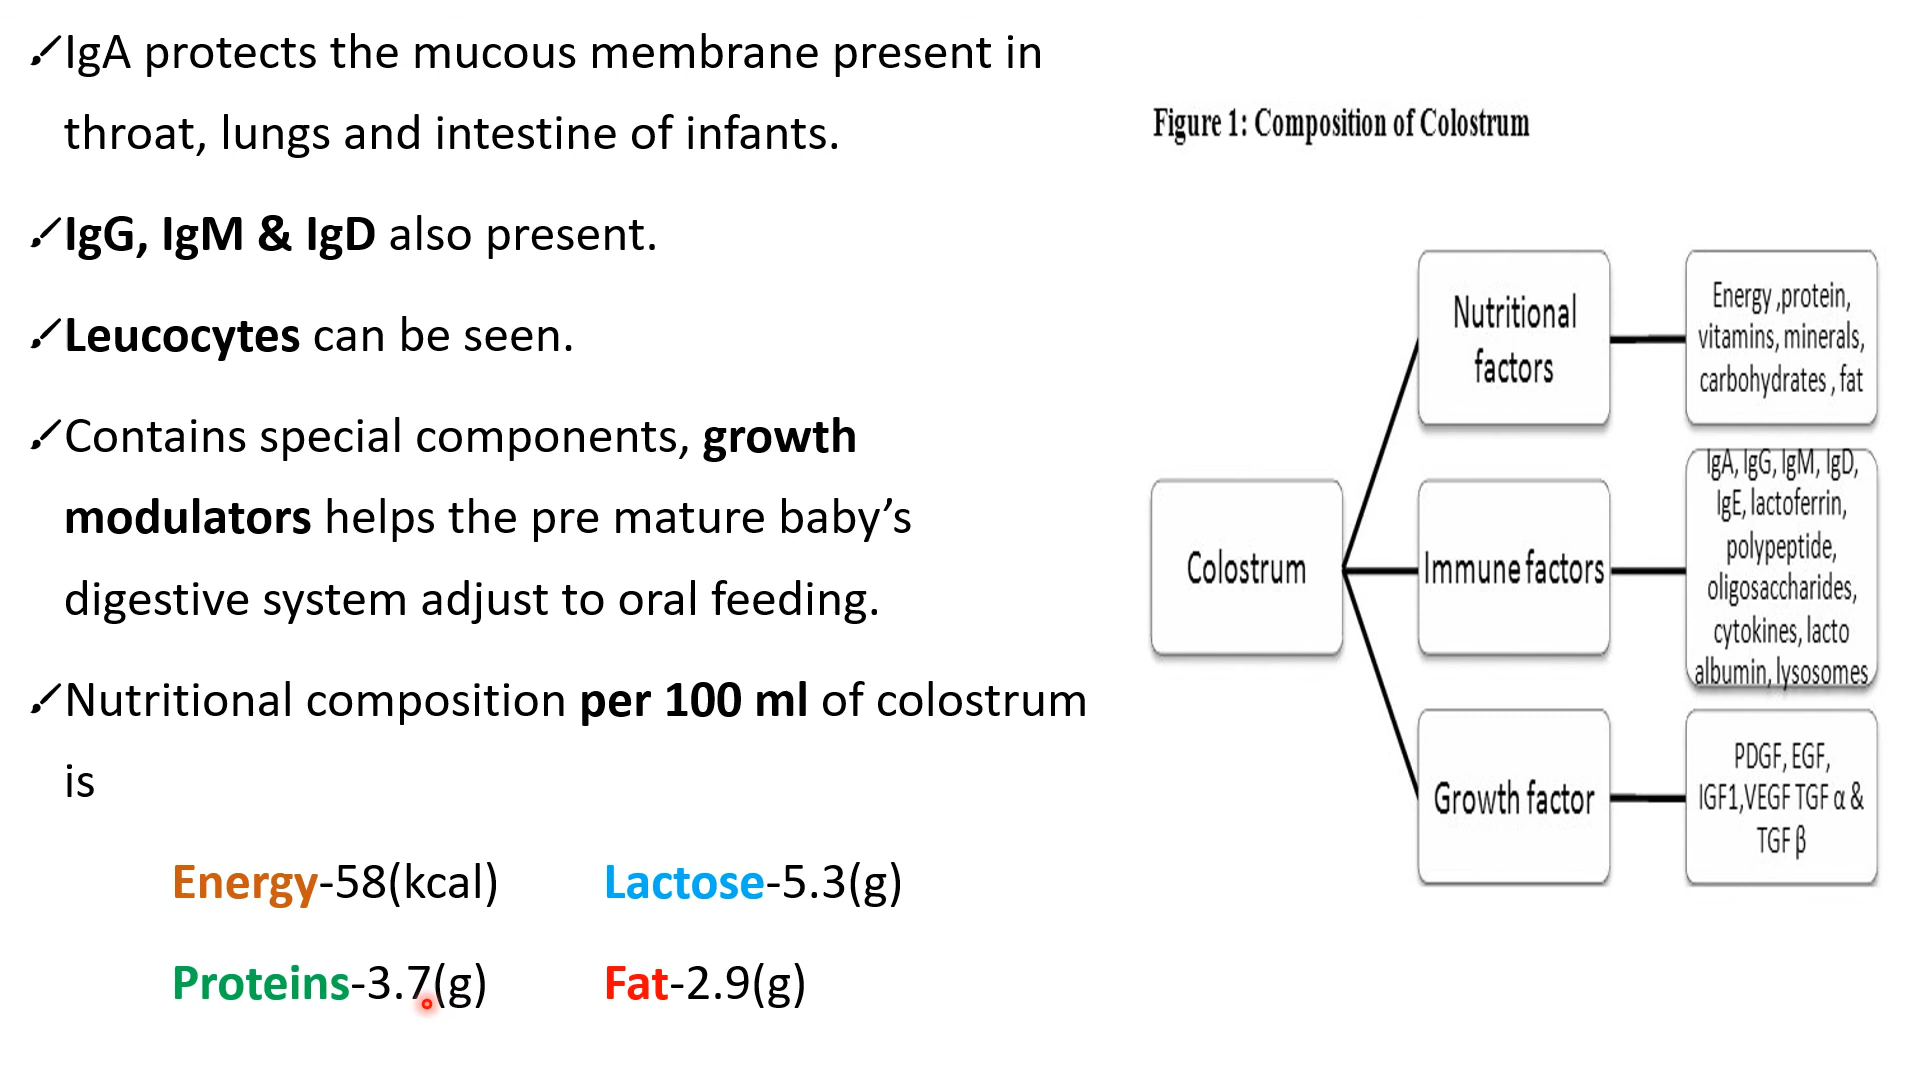 IgA protects the mucous membrane present in
throat, lungs and intestine of infants.
IgG, IgM & IgD also present.
Leucocytes can be seen.
Contains special components, growth
modulators helps the pre mature baby’s
digestive system adjust to oral feeding.
Nutritional composition per 100 ml of colostrum
is
Energy-58(kcal) Lactose-5.3(g)
Proteins-3.7(g) Fat-2.9(g)
Figure 1: Composition of Colostrum
Colostrum
Nutritional
factors
Energy ,protein,
vitamins, minerals,
carbohydrates , fat
Immune factors
IgA, IgG, IgM, IgD,
IgE, lactoferrin,
polypeptide,
oligosaccharides,
cytokines, lacto
albumin, lysosomes
Growth factor
PDGF, EGF,
IGF1,VEGF TGF α &
TGF β